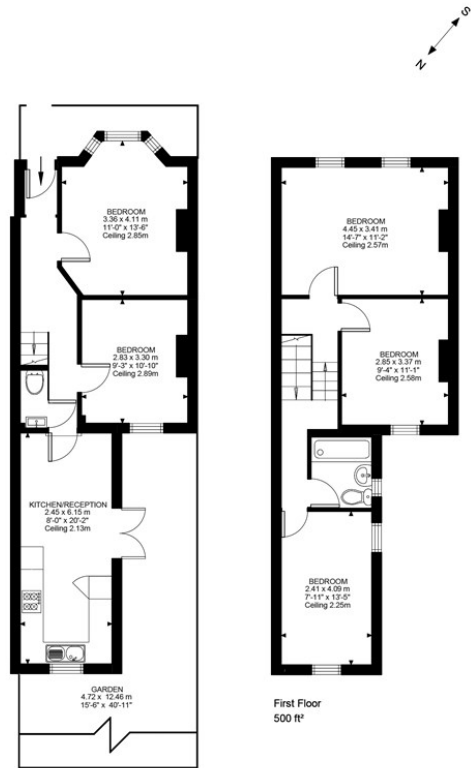 S
N
BEDROOM
3.36 x 4.11 m
11'-0" x 13'-6"
Ceiling 2.85m
BEDROOM
2.83 x 3.30 m
9'-3" x 10'-10"
Ceiling 2.89m
KITCHEN/RECEPTION
2.45 x 6.15 m
8'-0" x 20'-2"
Ceiling 2.13m
GARDEN
4.72 x 12.46 m
15'-6" x 40'-11"
BEDROOM
4.45 x 3.41 m
14'-7" x 11'-2"
Ceiling 2.57m
BEDROOM
2.85 x 3.37 m
9'-4" x 11'-1"
Ceiling 2.58m
BEDROOM
2.41 x 4.09 m
7'-11" x 13'-5"
Ceiling 2.25m
First Floor
500 ft²